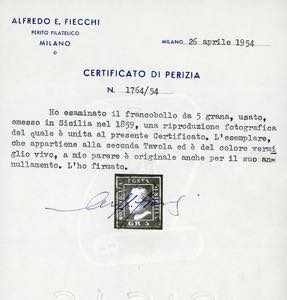 ALFREDO E. FIECCHI
PERITO FILATELICO
MILANO
MILANO, 26 aprile 1954
CERTIFICATO DI PERIZIA
N. 1764/54
Ho esaminato il francobollo da 5 grana, usato,
emesso in Sicilia nel 1859, una riproduzione fotografica
del quale è unita al presente Certificato. L'esemplare,
che appartiene alla seconda Tavola ed è del colore vermi
glio vivo, a mio parere è originale anche per il suo an=
nullamento. L'ho firmato.
POSTA
GR 5